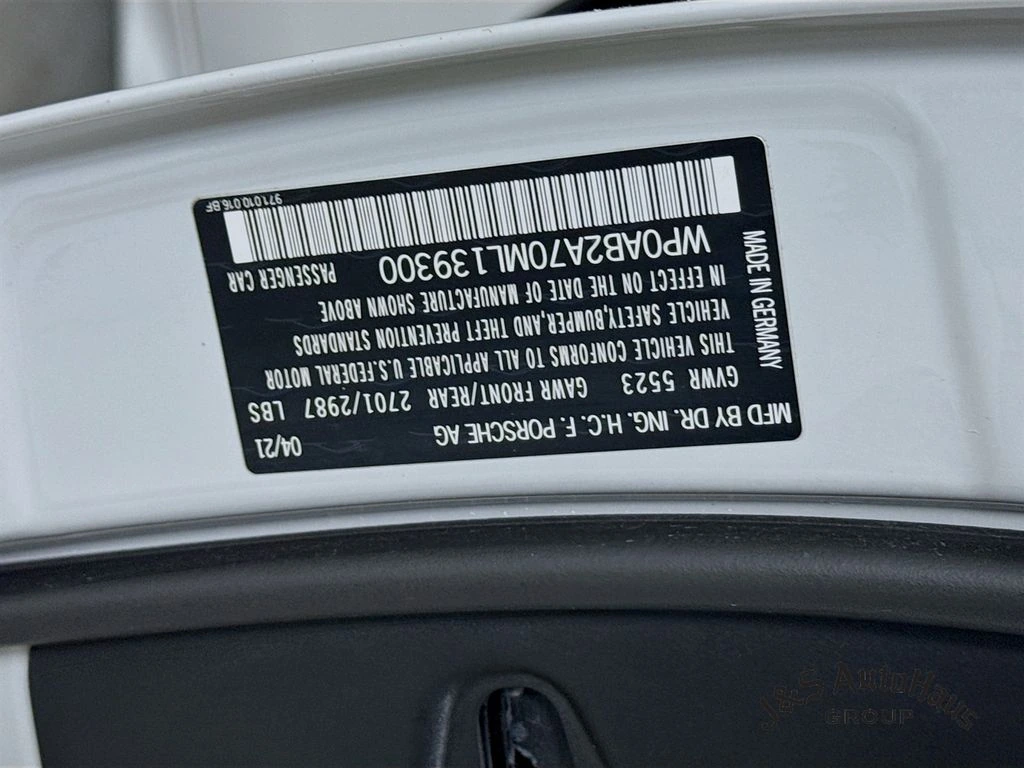 MFD BY DR. ING. H.C. F. PORSCHE AG 04/21
GVWR 5523 GAWR FRONT/REAR 2701/2987 LBS
THIS VEHICLE CONFORMS TO ALL APPLICABLE U.S.FEDERAL MOTOR
VEHICLE SAFETY,BUMPER,AND THEFT PREVENTION STANDARDS
IN EFFECT ON THE DATE OF MANUFACTURE SHOWN ABOVE
WP0AB2A70ML139300 PASSENGER CAR
MADE IN GERMANY
971.010.016.BF
J&S AutoHaus
GROUP